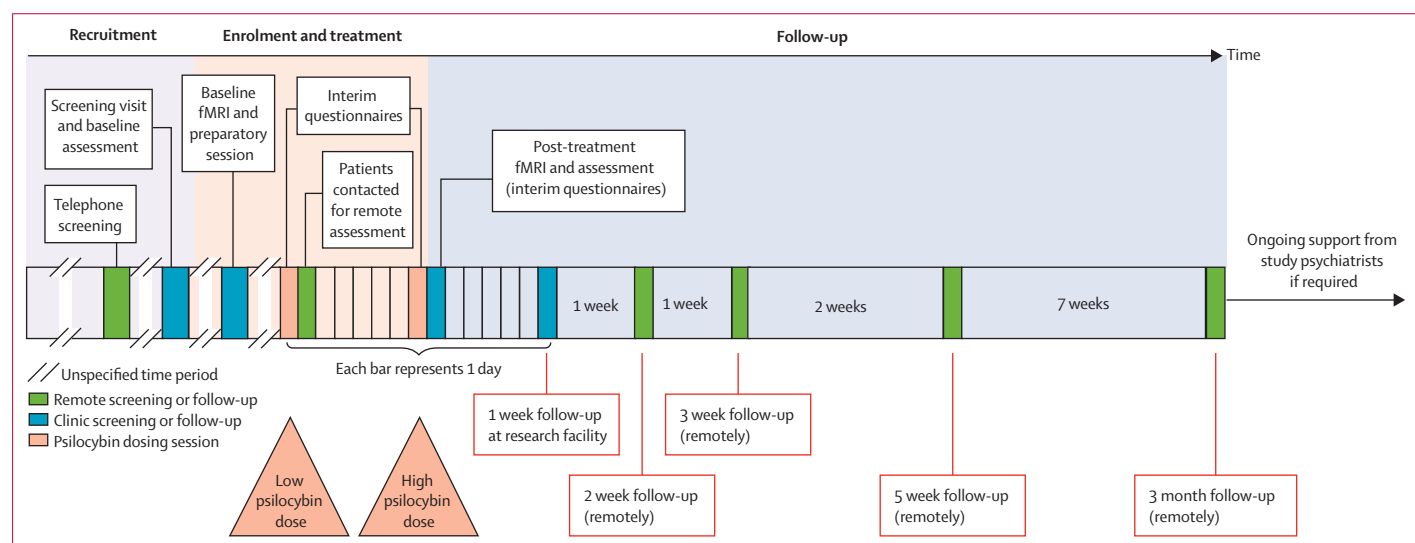 Recruitment
Enrolment and treatment
Follow-up
Time
Screening visit
and baseline
assessment
Baseline
fMRI and
preparatory
session
Interim
questionnaires
Post-treatment
fMRI and assessment
(interim questionnaires)
Telephone
screening
Patients
contacted
for remote
assessment
Ongoing support from
study psychiatrists
if required
1 week
1 week
2 weeks
7 weeks
Each bar represents 1 day
Unspecified time period
Remote screening or follow-up
Clinic screening or follow-up
Psilocybin dosing session
Low
psilocybin
dose
High
psilocybin
dose
1 week follow-up
at research facility
2 week follow-up
(remotely)
3 week follow-up
(remotely)
5 week follow-up
(remotely)
3 month follow-up
(remotely)